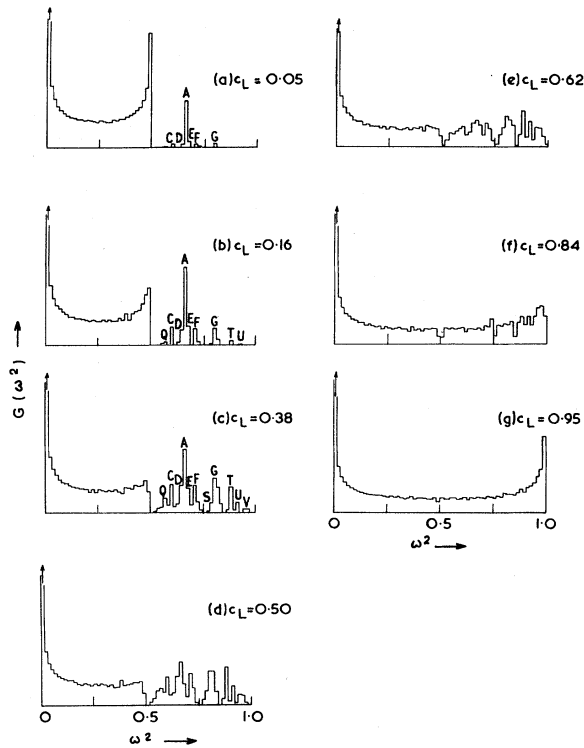 (a) c_L = 0·05
A
C D E F G
(b) c_L = 0·16
A
Q C D E F G T U
(c) c_L = 0·38
A
Q C D E F S G T U V
(d) c_L = 0·50
0 0·5 1·0
ω² →
G (ω²) →
(e) c_L = 0·62
(f) c_L = 0·84
(g) c_L = 0·95
0 0·5 1·0
ω² →